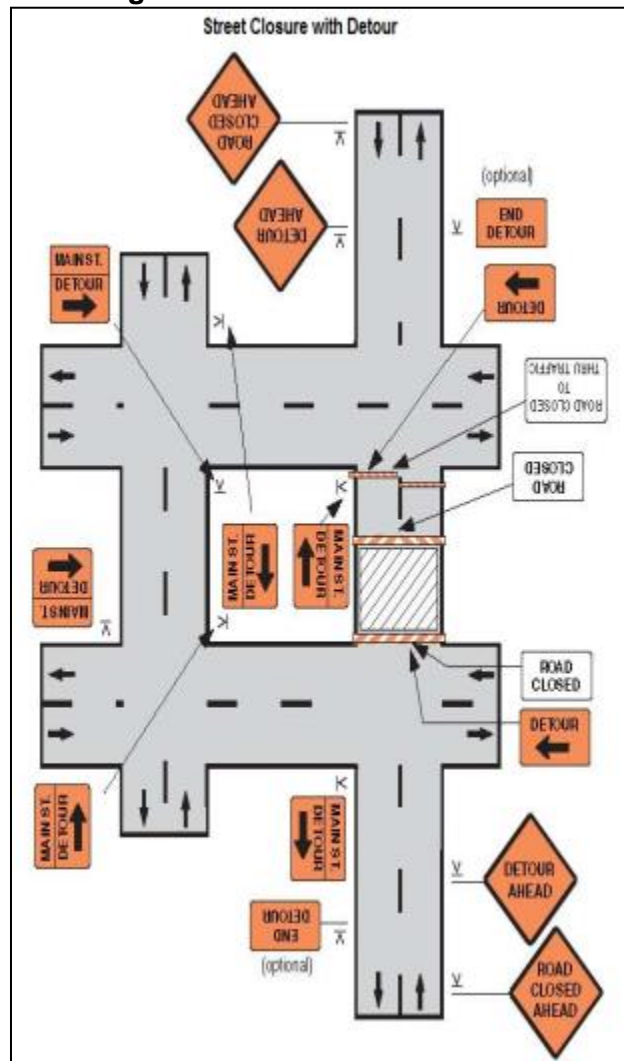 Street Closure with Detour
ROAD
CLOSED
AHEAD
DETOUR
AHEAD
(optional)
END
DETOUR
MAIN ST.
DETOUR
DETOUR
ROAD CLOSED
TO
THRU TRAFFIC
ROAD
CLOSED
MAIN ST.
DETOUR
MAIN ST.
DETOUR
MAIN ST.
DETOUR
ROAD
CLOSED
DETOUR
MAIN ST.
DETOUR
MAIN ST.
DETOUR
DETOUR
AHEAD
END
DETOUR
(optional)
ROAD
CLOSED
AHEAD